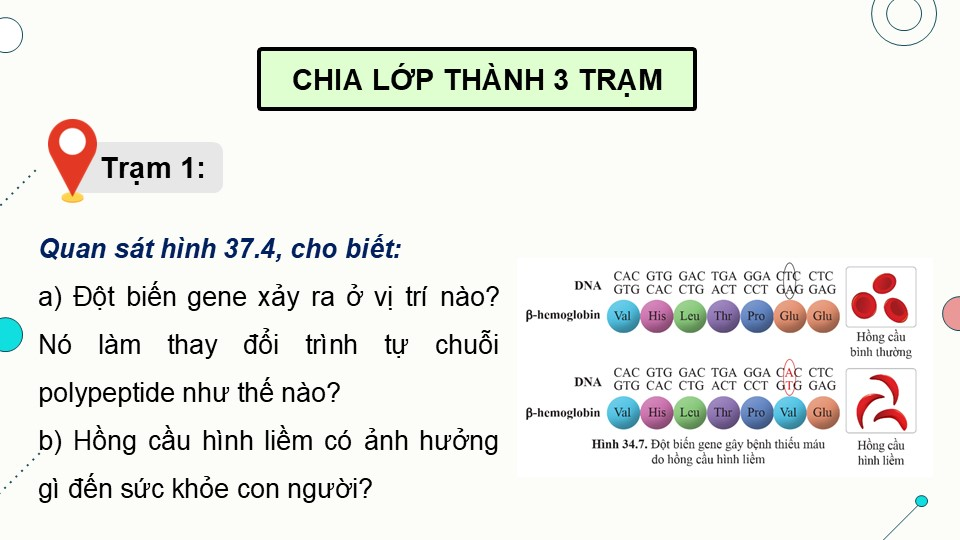 CHIA LỚP THÀNH 3 TRẠM
Trạm 1:
Quan sát hình 37.4, cho biết:
a) Đột biến gene xảy ra ở vị trí nào?
Nó làm thay đổi trình tự chuỗi
polypeptide như thế nào?
b) Hồng cầu hình liềm có ảnh hưởng
gì đến sức khỏe con người?
DNA
CAC GTG GAC TGA GGA CTC CTC
GTG CAC CTG ACT CCT GAG GAG
β-hemoglobin Val His Leu Thr Pro Glu Glu
Hồng cầu
bình thường
DNA
CAC GTG GAC TGA GGA CAC CTC
GTG CAC CTG ACT CCT GTG GAG
β-hemoglobin Val His Leu Thr Pro Val Glu
Hồng cầu
hình liềm
Hình 34.7. Đột biến gene gây bệnh thiếu máu
do hồng cầu hình liềm